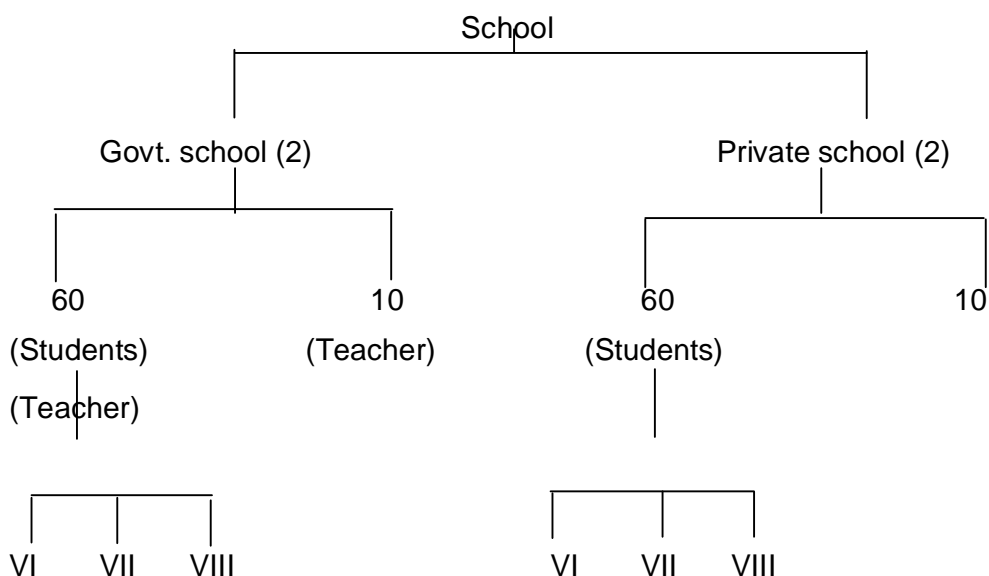 School
Govt. school (2) Private school (2)
60 10 60 10
(Students) (Teacher) (Students)
(Teacher)
VI VII VIII VI VII VIII